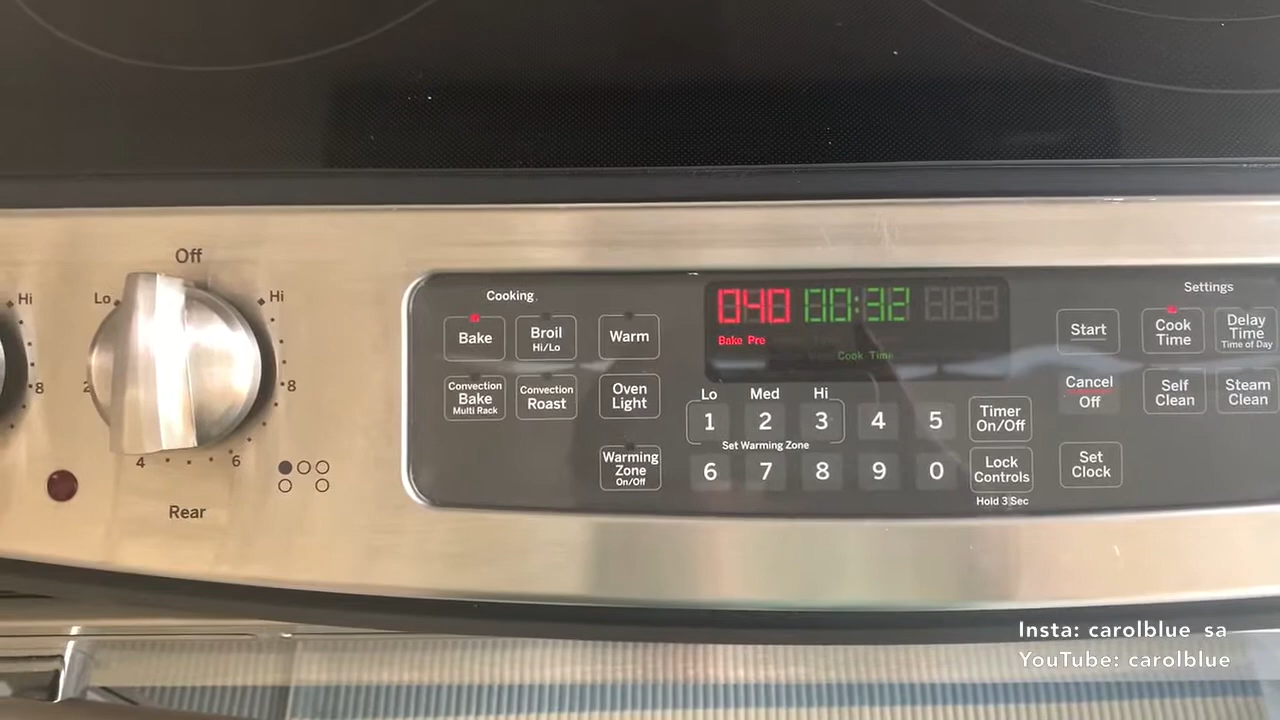 Off
Hi
Lo
Hi
8
2
8
4
6
Rear
Cooking
Bake
Broil
Hi/Lo
Warm
Convection
Bake
Multi Rack
Convection
Roast
Oven
Light
Warming
Zone
On/Off
040 00:32
Bake Pre
Cook Time
Lo Med Hi
1 2 3 4 5
Set Warming Zone
6 7 8 9 0
Timer
On/Off
Lock
Controls
Hold 3 Sec
Settings
Start
Cook
Time
Delay
Time
Time of Day
Cancel
Off
Self
Clean
Steam
Clean
Set
Clock
Insta: carolblue sa
YouTube: carolblue